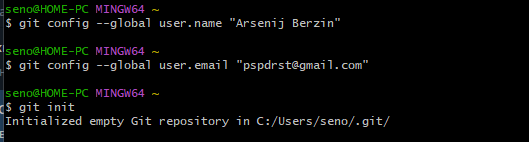 seno@HOME-PC MINGW64 ~
$ git config --global user.name "Arsenij Berzin"
seno@HOME-PC MINGW64 ~
$ git config --global user.email "pspdrst@gmail.com"
seno@HOME-PC MINGW64 ~
$ git init
Initialized empty Git repository in C:/Users/seno/.git/